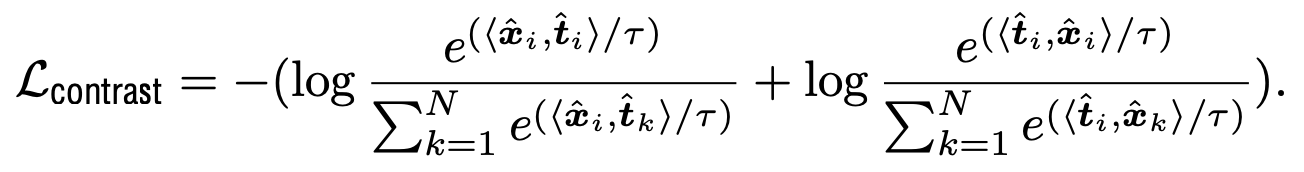 $\mathcal{L}_{\text{contrast}} = -(\log \frac{e^{(\langle \hat{\boldsymbol{x}}_i, \hat{\boldsymbol{t}}_i \rangle / \tau)}}{\sum_{k=1}^{N} e^{(\langle \hat{\boldsymbol{x}}_i, \hat{\boldsymbol{t}}_k \rangle / \tau)}} + \log \frac{e^{(\langle \hat{\boldsymbol{t}}_i, \hat{\boldsymbol{x}}_i \rangle / \tau)}}{\sum_{k=1}^{N} e^{(\langle \hat{\boldsymbol{t}}_i, \hat{\boldsymbol{x}}_k \rangle / \tau)}}).$